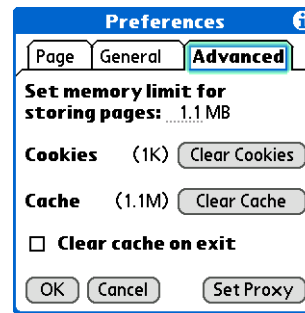 Preferences i
Page General Advanced
Set memory limit for
storing pages: 1.1 MB
Cookies (1K) Clear Cookies
Cache (1.1M) Clear Cache
Clear cache on exit
OK Cancel Set Proxy